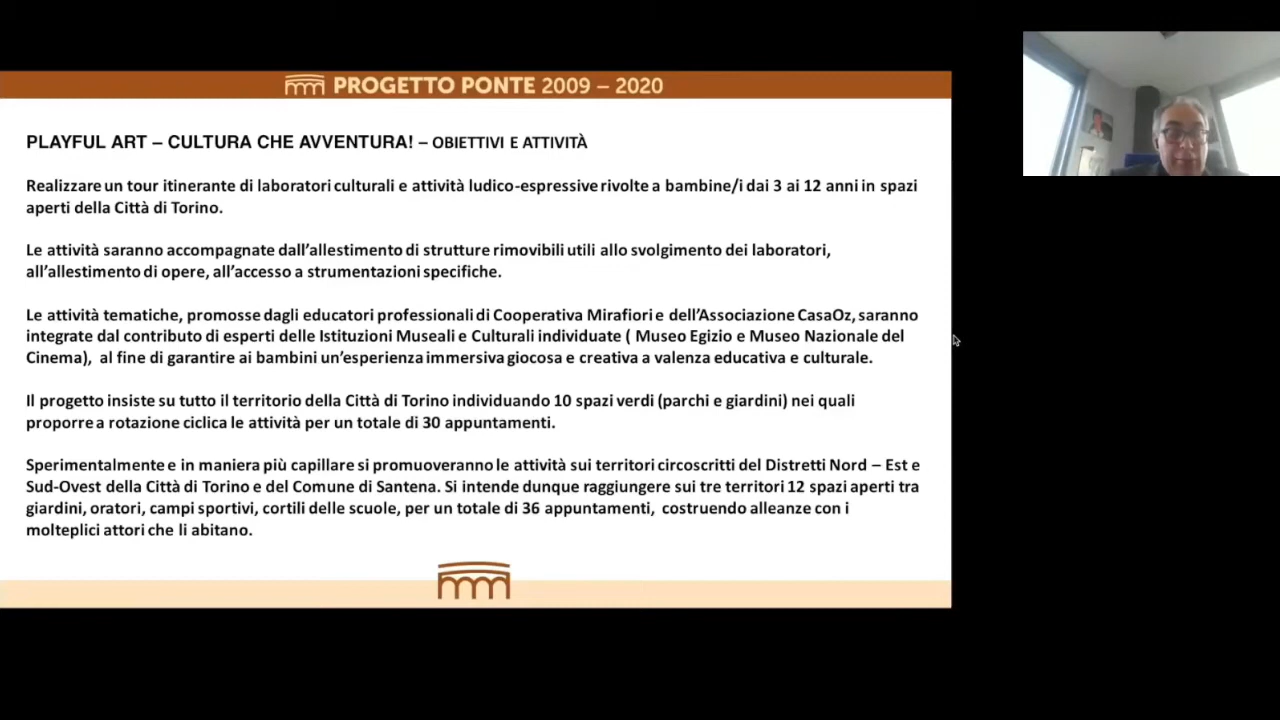 PROGETTO PONTE 2009 – 2020
PLAYFUL ART – CULTURA CHE AVVENTURA! – OBIETTIVI E ATTIVITÀ
Realizzare un tour itinerante di laboratori culturali e attività ludico-espressive rivolte a bambine/i dai 3 ai 12 anni in spazi
aperti della Città di Torino.
Le attività saranno accompagnate dall’allestimento di strutture rimovibili utili allo svolgimento dei laboratori,
all’allestimento di opere, all’accesso a strumentazioni specifiche.
Le attività tematiche, promosse dagli educatori professionali di Cooperativa Mirafiori e dell’Associazione CasaOz, saranno
integrate dal contributo di esperti delle Istituzioni Museali e Culturali individuate ( Museo Egizio e Museo Nazionale del
Cinema), al fine di garantire ai bambini un’esperienza immersiva giocosa e creativa a valenza educativa e culturale.
Il progetto insiste su tutto il territorio della Città di Torino individuando 10 spazi verdi (parchi e giardini) nei quali
proporre a rotazione ciclica le attività per un totale di 30 appuntamenti.
Sperimentalmente e in maniera più capillare si promuoveranno le attività sui territori circoscritti del Distretti Nord – Est e
Sud-Ovest della Città di Torino e del Comune di Santena. Si intende dunque raggiungere sui tre territori 12 spazi aperti tra
giardini, oratori, campi sportivi, cortili delle scuole, per un totale di 36 appuntamenti, costruendo alleanze con i
molteplici attori che li abitano.